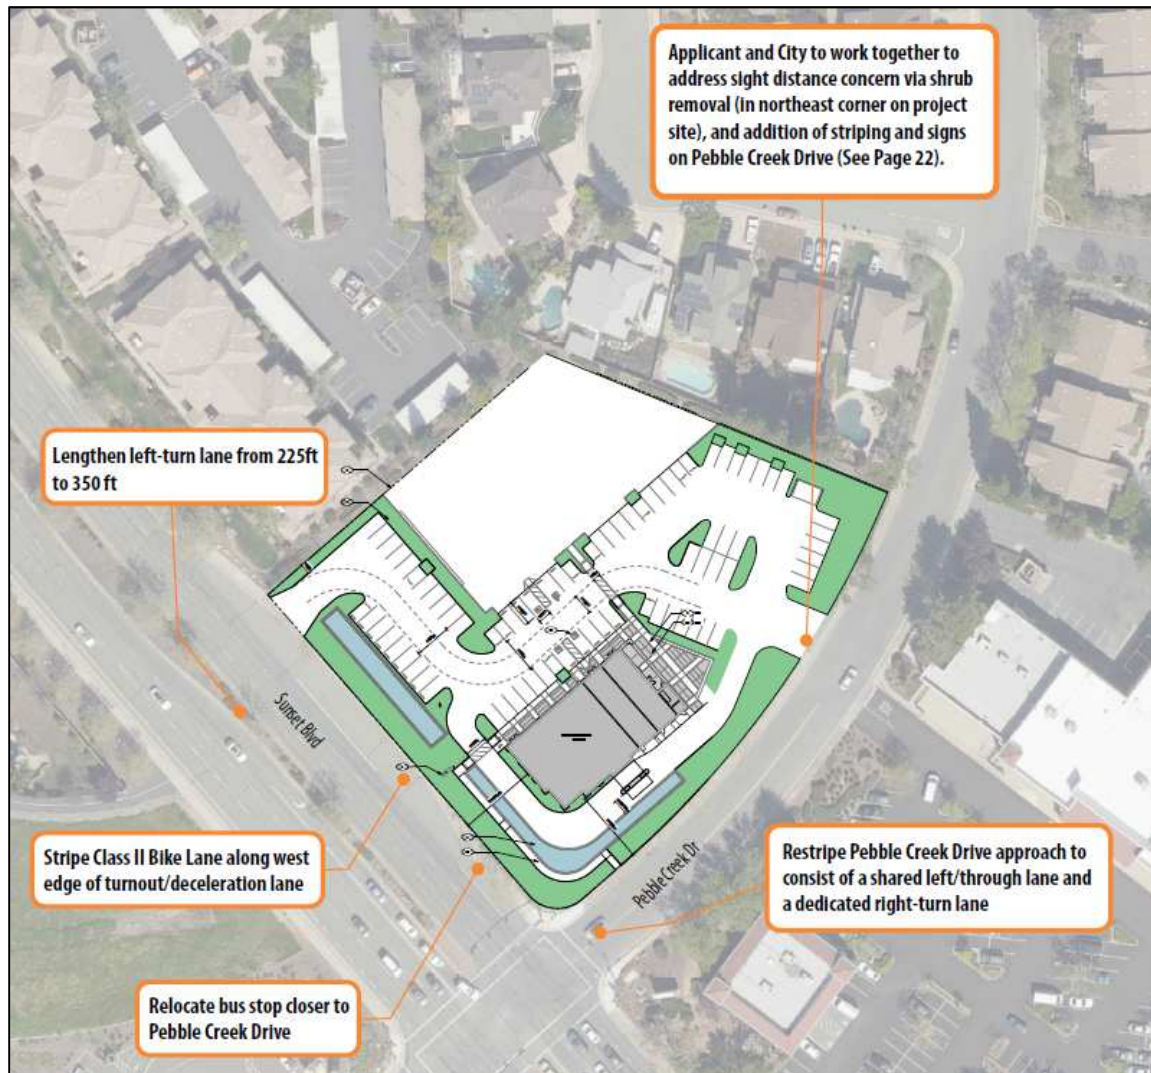 Applicant and City to work together to
address sight distance concern via shrub
removal (in northeast corner on project
site), and addition of striping and signs
on Pebble Creek Drive (See Page 22).
Lengthen left-turn lane from 225ft
to 350 ft
Sunset Blvd
Stripe Class II Bike Lane along west
edge of turnout/deceleration lane
Pebble Creek Dr
Restripe Pebble Creek Drive approach to
consist of a shared left/through lane and
a dedicated right-turn lane
Relocate bus stop closer to
Pebble Creek Drive